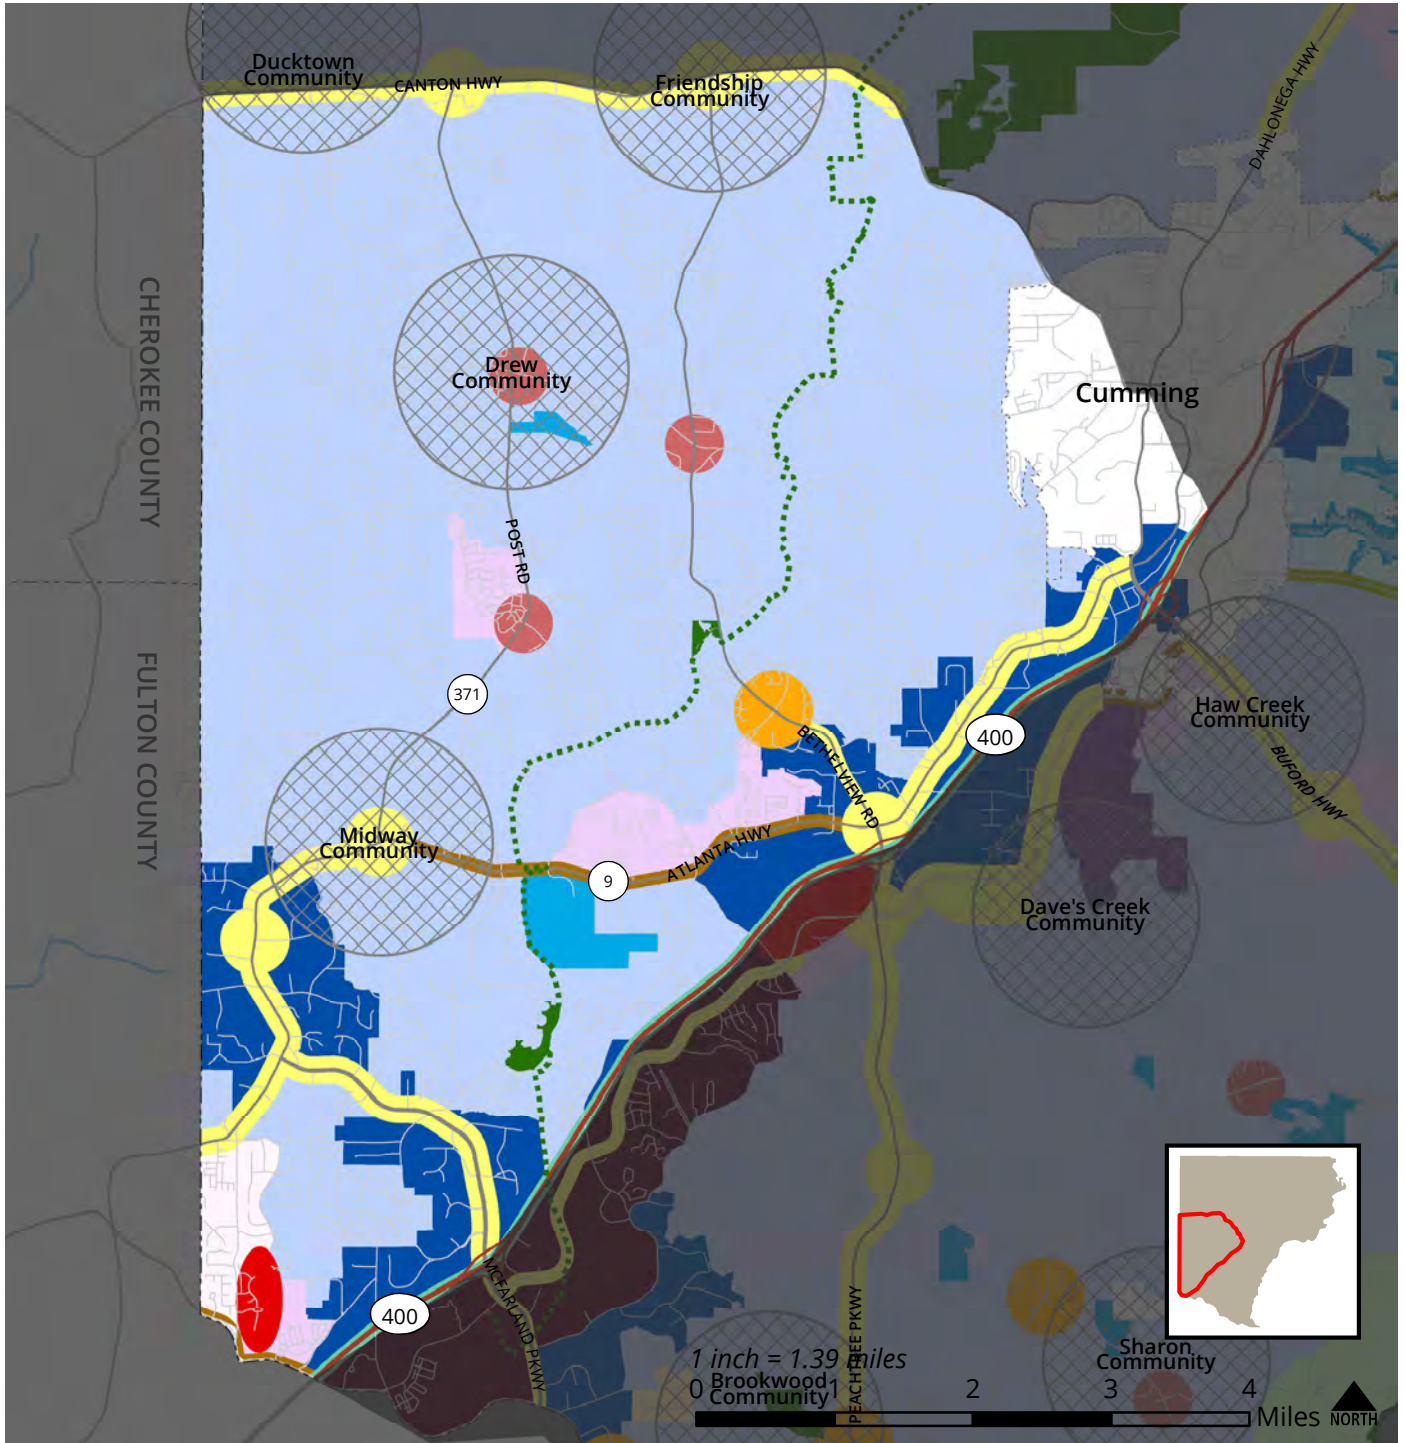 Ducktown
Community
CANTON HWY
Friendship
Community
DAHLONEGA HWY
CHEROKEE COUNTY
Drew
Community
Cumming
POST RD
371
FULTON COUNTY
Haw Creek
Community
400
BETHELVIEW RD
BUFORD HWY
Midway
Community
ATLANTA HWY
9
Dave's Creek
Community
MCFARLAND PKWY
400
PEACHTREE PKWY
Sharon
Community
1 inch = 1.39 miles
Brookwood
Community
0 1 2 3 4
Miles
NORTH